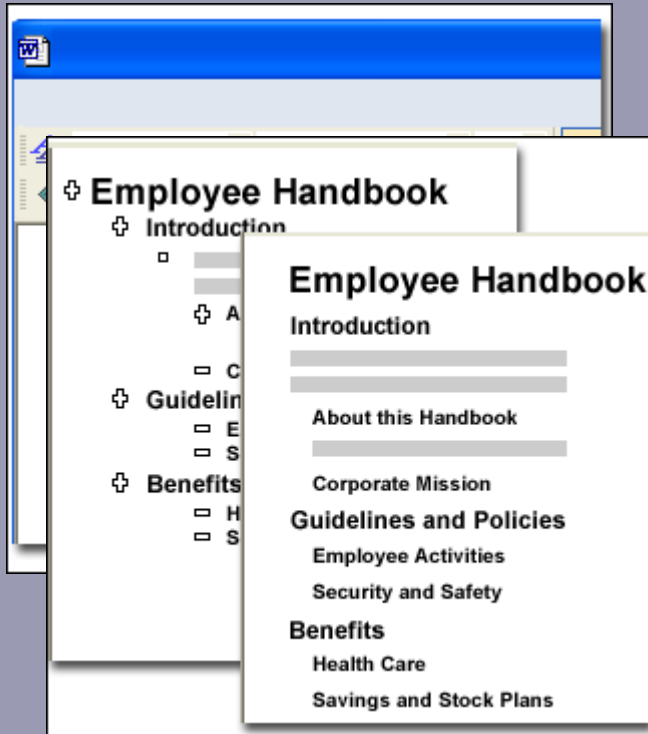 Employee Handbook
Introduction
A
C
Guidelin
E
S
Benefits
H
S
Employee Handbook
Introduction
About this Handbook
Corporate Mission
Guidelines and Policies
Employee Activities
Security and Safety
Benefits
Health Care
Savings and Stock Plans